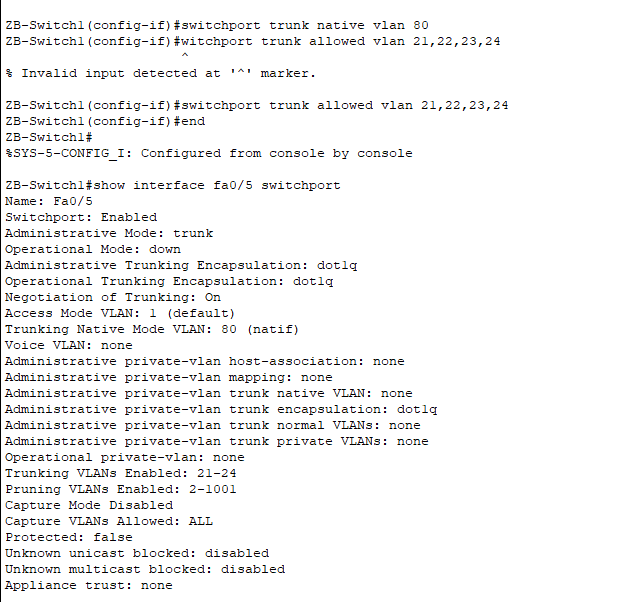 ZB-Switch1(config-if)#switchport trunk native vlan 80
ZB-Switch1(config-if)#witchport trunk allowed vlan 21,22,23,24
^
% Invalid input detected at '^' marker.
ZB-Switch1(config-if)#switchport trunk allowed vlan 21,22,23,24
ZB-Switch1(config-if)#end
ZB-Switch1#
%SYS-5-CONFIG_I: Configured from console by console
ZB-Switch1#show interface fa0/5 switchport
Name: Fa0/5
Switchport: Enabled
Administrative Mode: trunk
Operational Mode: down
Administrative Trunking Encapsulation: dot1q
Operational Trunking Encapsulation: dot1q
Negotiation of Trunking: On
Access Mode VLAN: 1 (default)
Trunking Native Mode VLAN: 80 (natif)
Voice VLAN: none
Administrative private-vlan host-association: none
Administrative private-vlan mapping: none
Administrative private-vlan trunk native VLAN: none
Administrative private-vlan trunk encapsulation: dot1q
Administrative private-vlan trunk normal VLANs: none
Administrative private-vlan trunk private VLANs: none
Operational private-vlan: none
Trunking VLANs Enabled: 21-24
Pruning VLANs Enabled: 2-1001
Capture Mode Disabled
Capture VLANs Allowed: ALL
Protected: false
Unknown unicast blocked: disabled
Unknown multicast blocked: disabled
Appliance trust: none